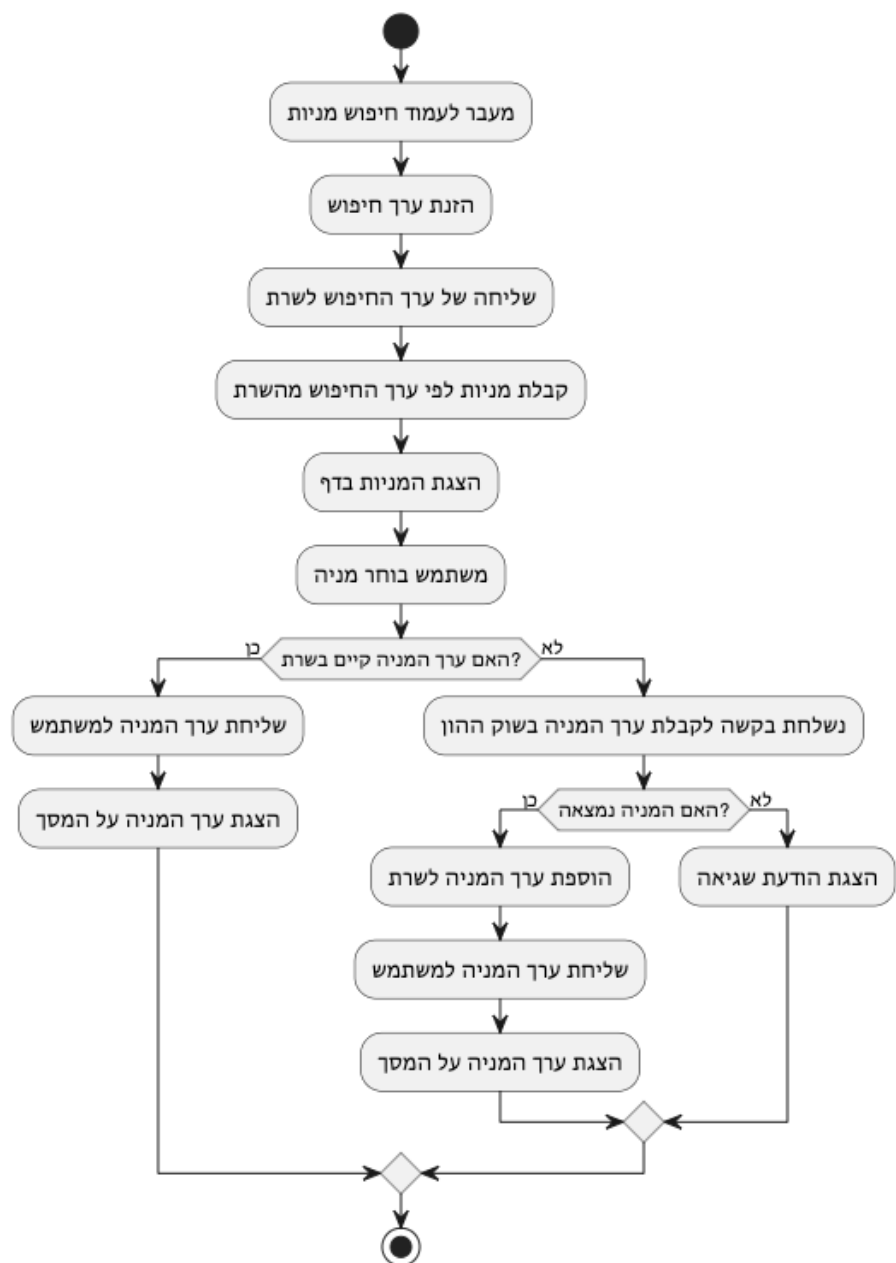 מעבר לעמוד חיפוש מניות
הזנת ערך חיפוש
שליחה של ערך החיפוש לשרת
קבלת מניות לפי ערך החיפוש מהשרת
הצגת המניות בדף
משתמש בוחר מניה
כן
האם ערך המניה קיים בשרת?
לא
שליחת ערך המניה למשתמש
הצגת ערך המניה על המסך
נשלחת בקשה לקבלת ערך המניה בשוק ההון
כן
האם המניה נמצאה?
לא
הוספת ערך המניה לשרת
שליחת ערך המניה למשתמש
הצגת ערך המניה על המסך
הצגת הודעת שגיאה